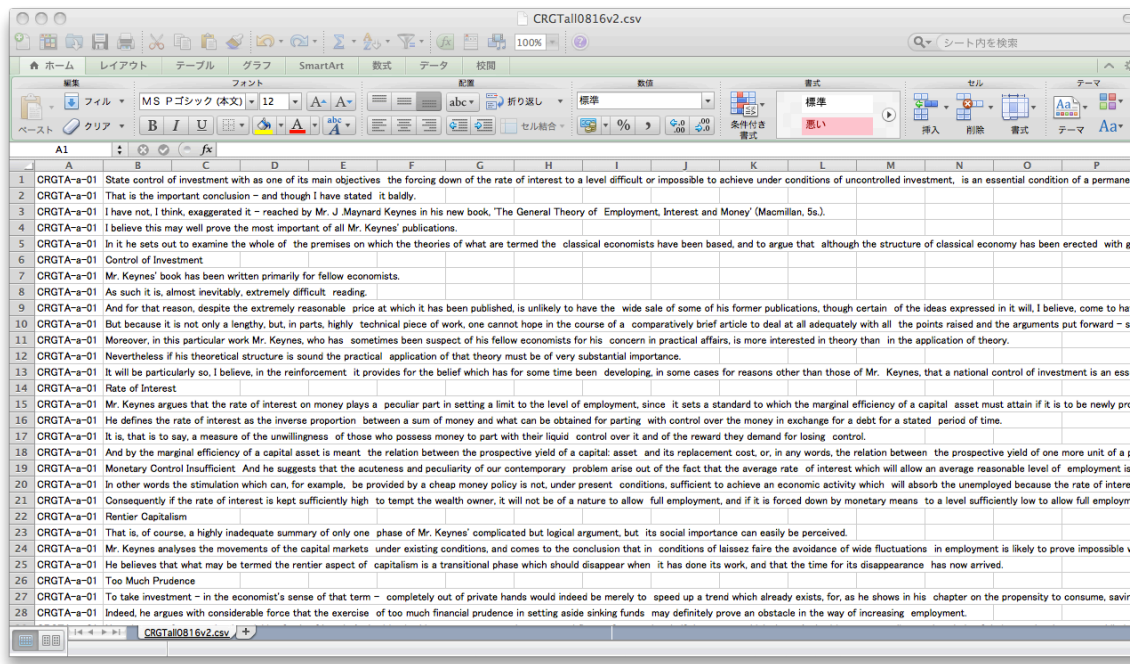 CRGTall0816v2.csv
100%
シート内を検索
ホーム レイアウト テーブル グラフ SmartArt 数式 データ 校閲
編集 フォント 配置 数値 書式 セル テーマ
ペースト フィル クリア MS Pゴシック (本文) 12 A A B I U A abc abc 折り返し セル結合 標準 % 条件付き書式 標準 悪い 挿入 削除 書式 Aa テーマ Aa
A1 fx
A B C D E F G H I J K L M N O P
1 CRGTA-a-01 State control of investment with as one of its main objectives the forcing down of the rate of interest to a level difficult or impossible to achieve under conditions of uncontrolled investment, is an essential condition of a permane
2 CRGTA-a-01 That is the important conclusion - and though I have stated it baldly.
3 CRGTA-a-01 I have not, I think, exaggerated it - reached by Mr. J .Maynard Keynes in his new book, 'The General Theory of Employment, Interest and Money' (Macmillan, 5s.).
4 CRGTA-a-01 I believe this may well prove the most important of all Mr. Keynes' publications.
5 CRGTA-a-01 In it he sets out to examine the whole of the premises on which the theories of what are termed the classical economists have been based, and to argue that although the structure of classical economy has been erected with g
6 CRGTA-a-01 Control of Investment
7 CRGTA-a-01 Mr. Keynes' book has been written primarily for fellow economists.
8 CRGTA-a-01 As such it is, almost inevitably, extremely difficult reading.
9 CRGTA-a-01 And for that reason, despite the extremely reasonable price at which it has been published, is unlikely to have the wide sale of some of his former publications, though certain of the ideas expressed in it will, I believe, come to ha
10 CRGTA-a-01 But because it is not only a lengthy, but, in parts, highly technical piece of work, one cannot hope in the course of a comparatively brief article to deal at all adequately with all the points raised and the arguments put forward - s
11 CRGTA-a-01 Moreover, in this particular work Mr. Keynes, who has sometimes been suspect of his fellow economists for his concern in practical affairs, is more interested in theory than in the application of theory.
12 CRGTA-a-01 Nevertheless if his theoretical structure is sound the practical application of that theory must be of very substantial importance.
13 CRGTA-a-01 It will be particularly so, I believe, in the reinforcement it provides for the belief which has for some time been developing, in some cases for reasons other than those of Mr. Keynes, that a national control of investment is an ess
14 CRGTA-a-01 Rate of Interest
15 CRGTA-a-01 Mr. Keynes argues that the rate of interest on money plays a peculiar part in setting a limit to the level of employment, since it sets a standard to which the marginal efficiency of a capital asset must attain if it is to be newly pro
16 CRGTA-a-01 He defines the rate of interest as the inverse proportion between a sum of money and what can be obtained for parting with control over the money in exchange for a debt for a stated period of time.
17 CRGTA-a-01 It is, that is to say, a measure of the unwillingness of those who possess money to part with their liquid control over it and of the reward they demand for losing control.
18 CRGTA-a-01 And by the marginal efficiency of a capital asset is meant the relation between the prospective yield of a capital: asset and its replacement cost, or, in any words, the relation between the prospective yield of one more unit of a p
19 CRGTA-a-01 Monetary Control Insufficient And he suggests that the acuteness and peculiarity of our contemporary problem arise out of the fact that the average rate of interest which will allow an average reasonable level of employment is
20 CRGTA-a-01 In other words the stimulation which can, for example, be provided by a cheap money policy is not, under present conditions, sufficient to achieve an economic activity which will absorb the unemployed because the rate of intere
21 CRGTA-a-01 Consequently if the rate of interest is kept sufficiently high to tempt the wealth owner, it will not be of a nature to allow full employment, and if it is forced down by monetary means to a level sufficiently low to allow full employm
22 CRGTA-a-01 Rentier Capitalism
23 CRGTA-a-01 That is, of course, a highly inadequate summary of only one phase of Mr. Keynes' complicated but logical argument, but its social importance can easily be perceived.
24 CRGTA-a-01 Mr. Keynes analyses the movements of the capital markets under existing conditions, and comes to the conclusion that in conditions of laissez faire the avoidance of wide fluctuations in employment is likely to prove impossible w
25 CRGTA-a-01 He believes that what may be termed the rentier aspect of capitalism is a transitional phase which should disappear when it has done its work, and that the time for its disappearance has now arrived.
26 CRGTA-a-01 Too Much Prudence
27 CRGTA-a-01 To take investment - in the economist's sense of that term - completely out of private hands would indeed be merely to speed up a trend which already exists, for, as he shows in his chapter on the propensity to consume, savin
28 CRGTA-a-01 Indeed, he argues with considerable force that the exercise of too much financial prudence in setting aside sinking funds may definitely prove an obstacle in the way of increasing employment.
CRGTall0816v2.csv